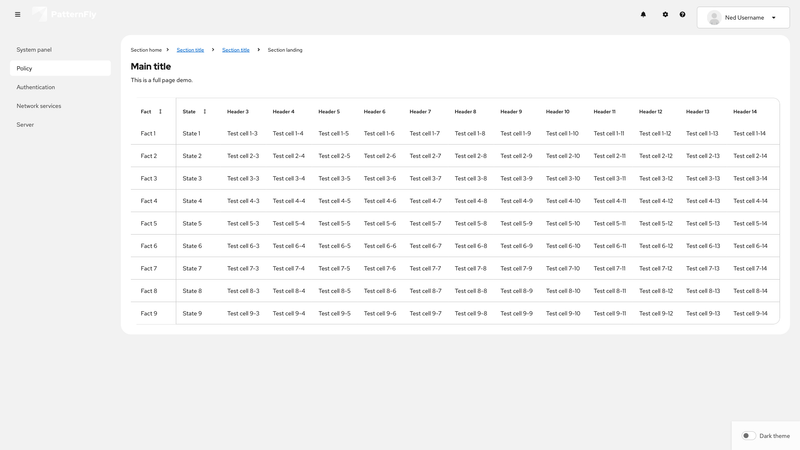 PatternFly
Ned Username
System panel
Policy
Authentication
Network services
Server
Section home > Section title > Section title > Section landing
Main title
This is a full page demo.
Fact State Header 3 Header 4 Header 5 Header 6 Header 7 Header 8 Header 9 Header 10 Header 11 Header 12 Header 13 Header 14
Fact 1 State 1 Test cell 1-3 Test cell 1-4 Test cell 1-5 Test cell 1-6 Test cell 1-7 Test cell 1-8 Test cell 1-9 Test cell 1-10 Test cell 1-11 Test cell 1-12 Test cell 1-13 Test cell 1-14
Fact 2 State 2 Test cell 2-3 Test cell 2-4 Test cell 2-5 Test cell 2-6 Test cell 2-7 Test cell 2-8 Test cell 2-9 Test cell 2-10 Test cell 2-11 Test cell 2-12 Test cell 2-13 Test cell 2-14
Fact 3 State 3 Test cell 3-3 Test cell 3-4 Test cell 3-5 Test cell 3-6 Test cell 3-7 Test cell 3-8 Test cell 3-9 Test cell 3-10 Test cell 3-11 Test cell 3-12 Test cell 3-13 Test cell 3-14
Fact 4 State 4 Test cell 4-3 Test cell 4-4 Test cell 4-5 Test cell 4-6 Test cell 4-7 Test cell 4-8 Test cell 4-9 Test cell 4-10 Test cell 4-11 Test cell 4-12 Test cell 4-13 Test cell 4-14
Fact 5 State 5 Test cell 5-3 Test cell 5-4 Test cell 5-5 Test cell 5-6 Test cell 5-7 Test cell 5-8 Test cell 5-9 Test cell 5-10 Test cell 5-11 Test cell 5-12 Test cell 5-13 Test cell 5-14
Fact 6 State 6 Test cell 6-3 Test cell 6-4 Test cell 6-5 Test cell 6-6 Test cell 6-7 Test cell 6-8 Test cell 6-9 Test cell 6-10 Test cell 6-11 Test cell 6-12 Test cell 6-13 Test cell 6-14
Fact 7 State 7 Test cell 7-3 Test cell 7-4 Test cell 7-5 Test cell 7-6 Test cell 7-7 Test cell 7-8 Test cell 7-9 Test cell 7-10 Test cell 7-11 Test cell 7-12 Test cell 7-13 Test cell 7-14
Fact 8 State 8 Test cell 8-3 Test cell 8-4 Test cell 8-5 Test cell 8-6 Test cell 8-7 Test cell 8-8 Test cell 8-9 Test cell 8-10 Test cell 8-11 Test cell 8-12 Test cell 8-13 Test cell 8-14
Fact 9 State 9 Test cell 9-3 Test cell 9-4 Test cell 9-5 Test cell 9-6 Test cell 9-7 Test cell 9-8 Test cell 9-9 Test cell 9-10 Test cell 9-11 Test cell 9-12 Test cell 9-13 Test cell 9-14
Dark theme